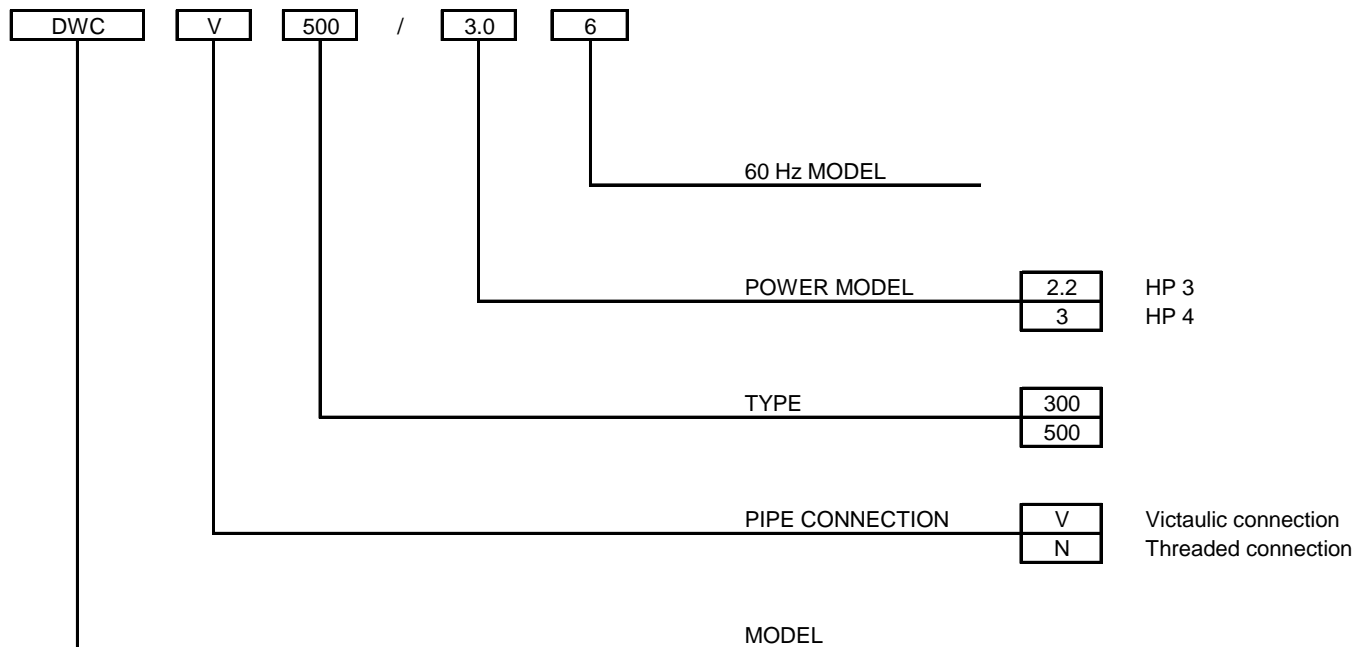 DWC V 500 / 3.0 6
60 Hz MODEL
POWER MODEL 2.2 HP 3
3 HP 4
TYPE 300
500
PIPE CONNECTION V Victaulic connection
N Threaded connection
MODEL